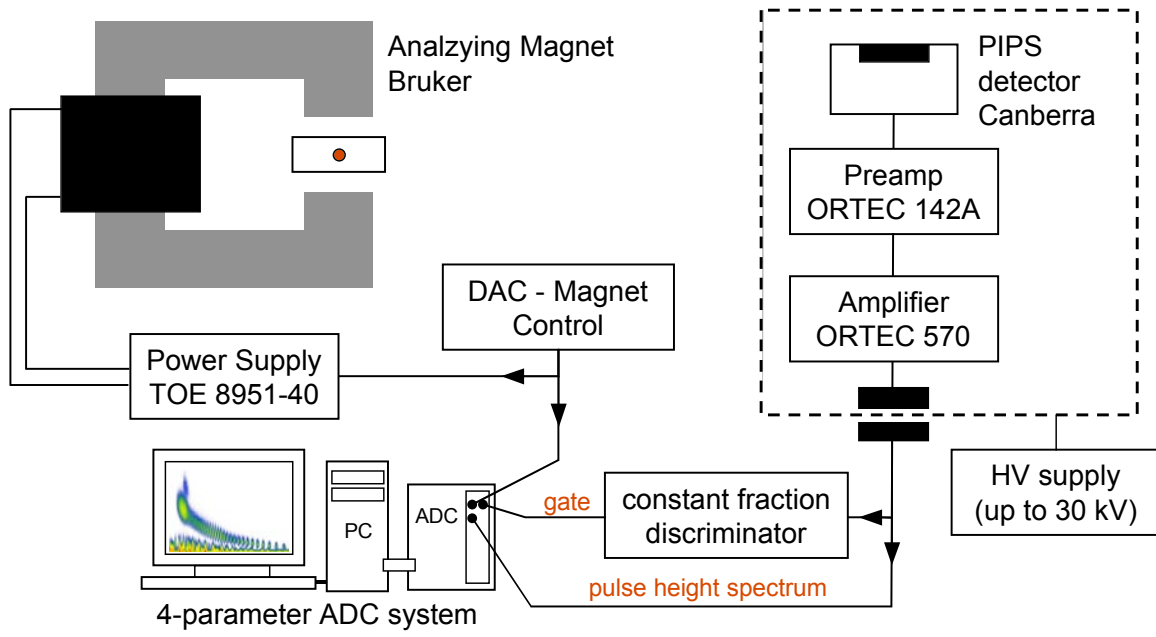 Analzying Magnet
Bruker
PIPS
detector
Canberra
Preamp
ORTEC 142A
Amplifier
ORTEC 570
DAC - Magnet
Control
Power Supply
TOE 8951-40
HV supply
(up to 30 kV)
constant fraction
discriminator
gate
PC
ADC
pulse height spectrum
4-parameter ADC system